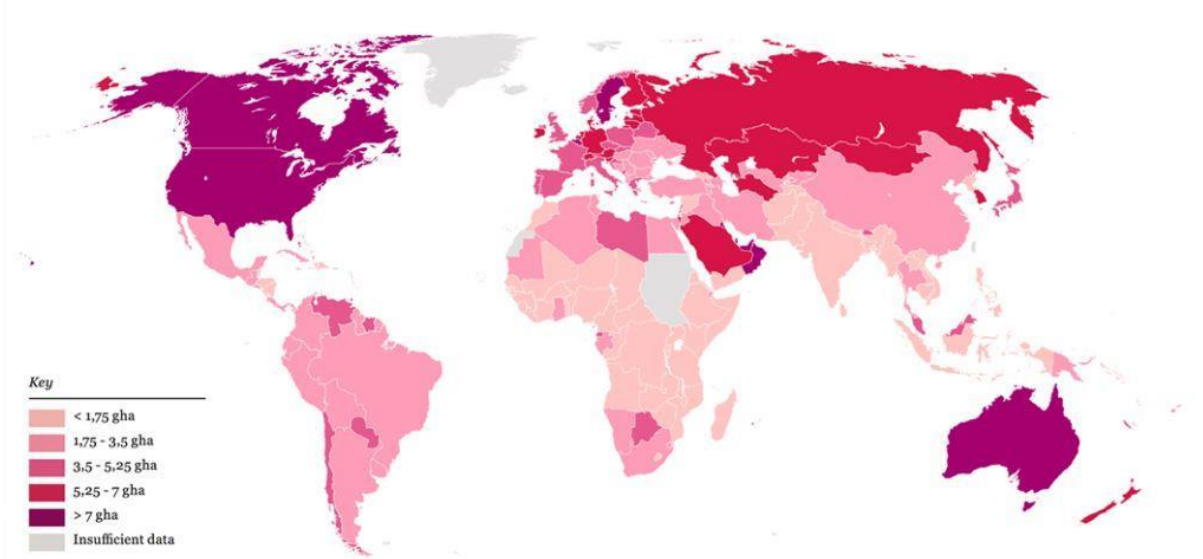 Key
< 1,75 gha
1,75 - 3,5 gha
3,5 - 5,25 gha
5,25 - 7 gha
> 7 gha
Insufficient data